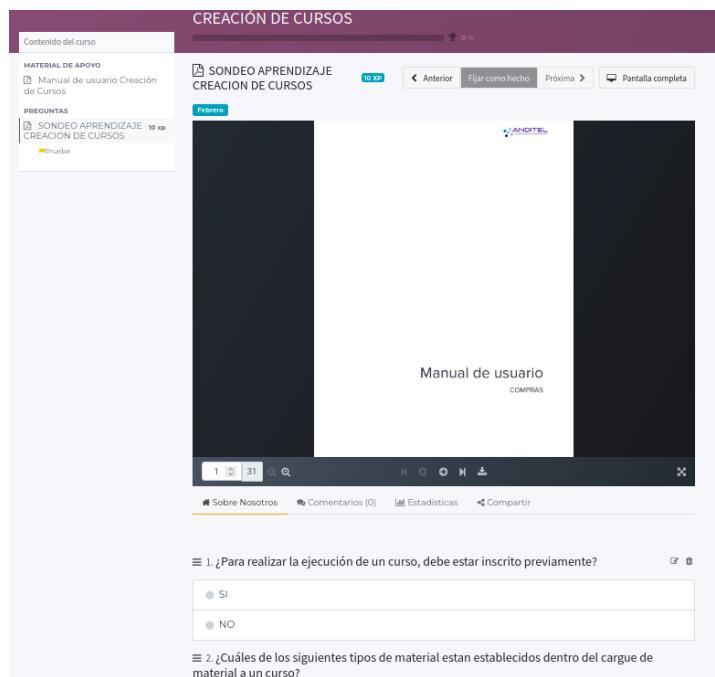 CREACIÓN DE CURSOS
0 %
Contenido del curso
MATERIAL DE APOYO
Manual de usuario Creación
de Cursos
PREGUNTAS
SONDEO APRENDIZAJE 10 xp
CREACION DE CURSOS
Prueba
SONDEO APRENDIZAJE
CREACION DE CURSOS
10 XP
Anterior Fijar como hecho Próxima Pantalla completa
Febrero
ANDITEL
Manual de usuario
COMPRAS
1 31
Sobre Nosotros Comentarios (0) Estadísticas Compartir
1. ¿Para realizar la ejecución de un curso, debe estar inscrito previamente?
SI
NO
2. ¿Cuáles de los siguientes tipos de material estan establecidos dentro del cargue de
material a un curso?